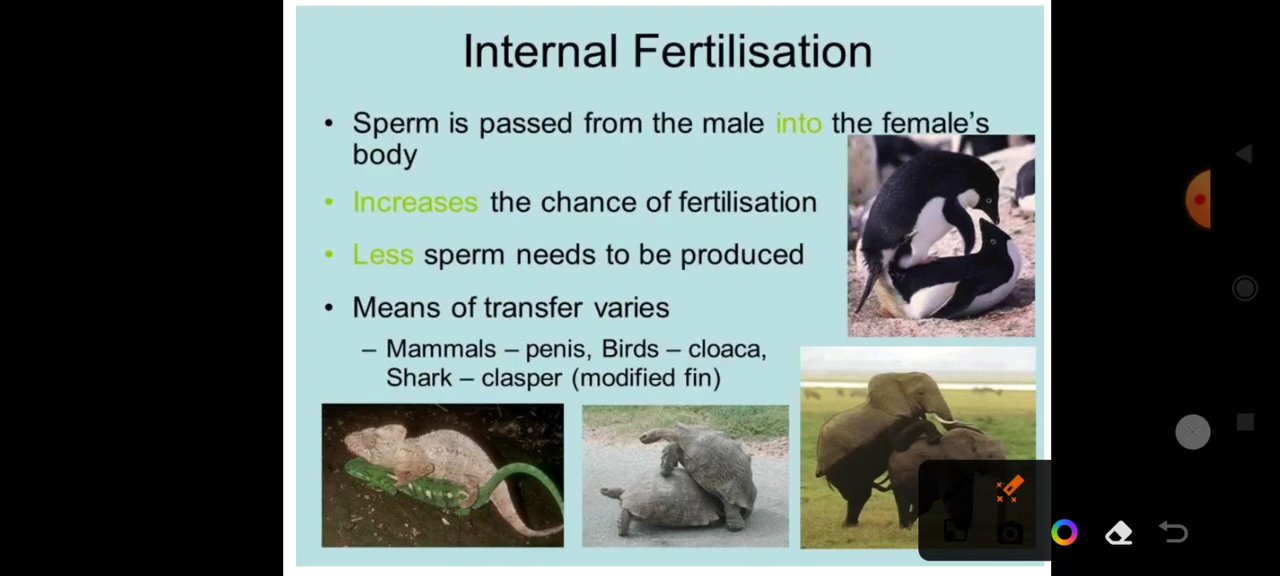 Internal Fertilisation
• Sperm is passed from the male into the female's
body
• Increases the chance of fertilisation
• Less sperm needs to be produced
• Means of transfer varies
– Mammals – penis, Birds – cloaca,
Shark – clasper (modified fin)